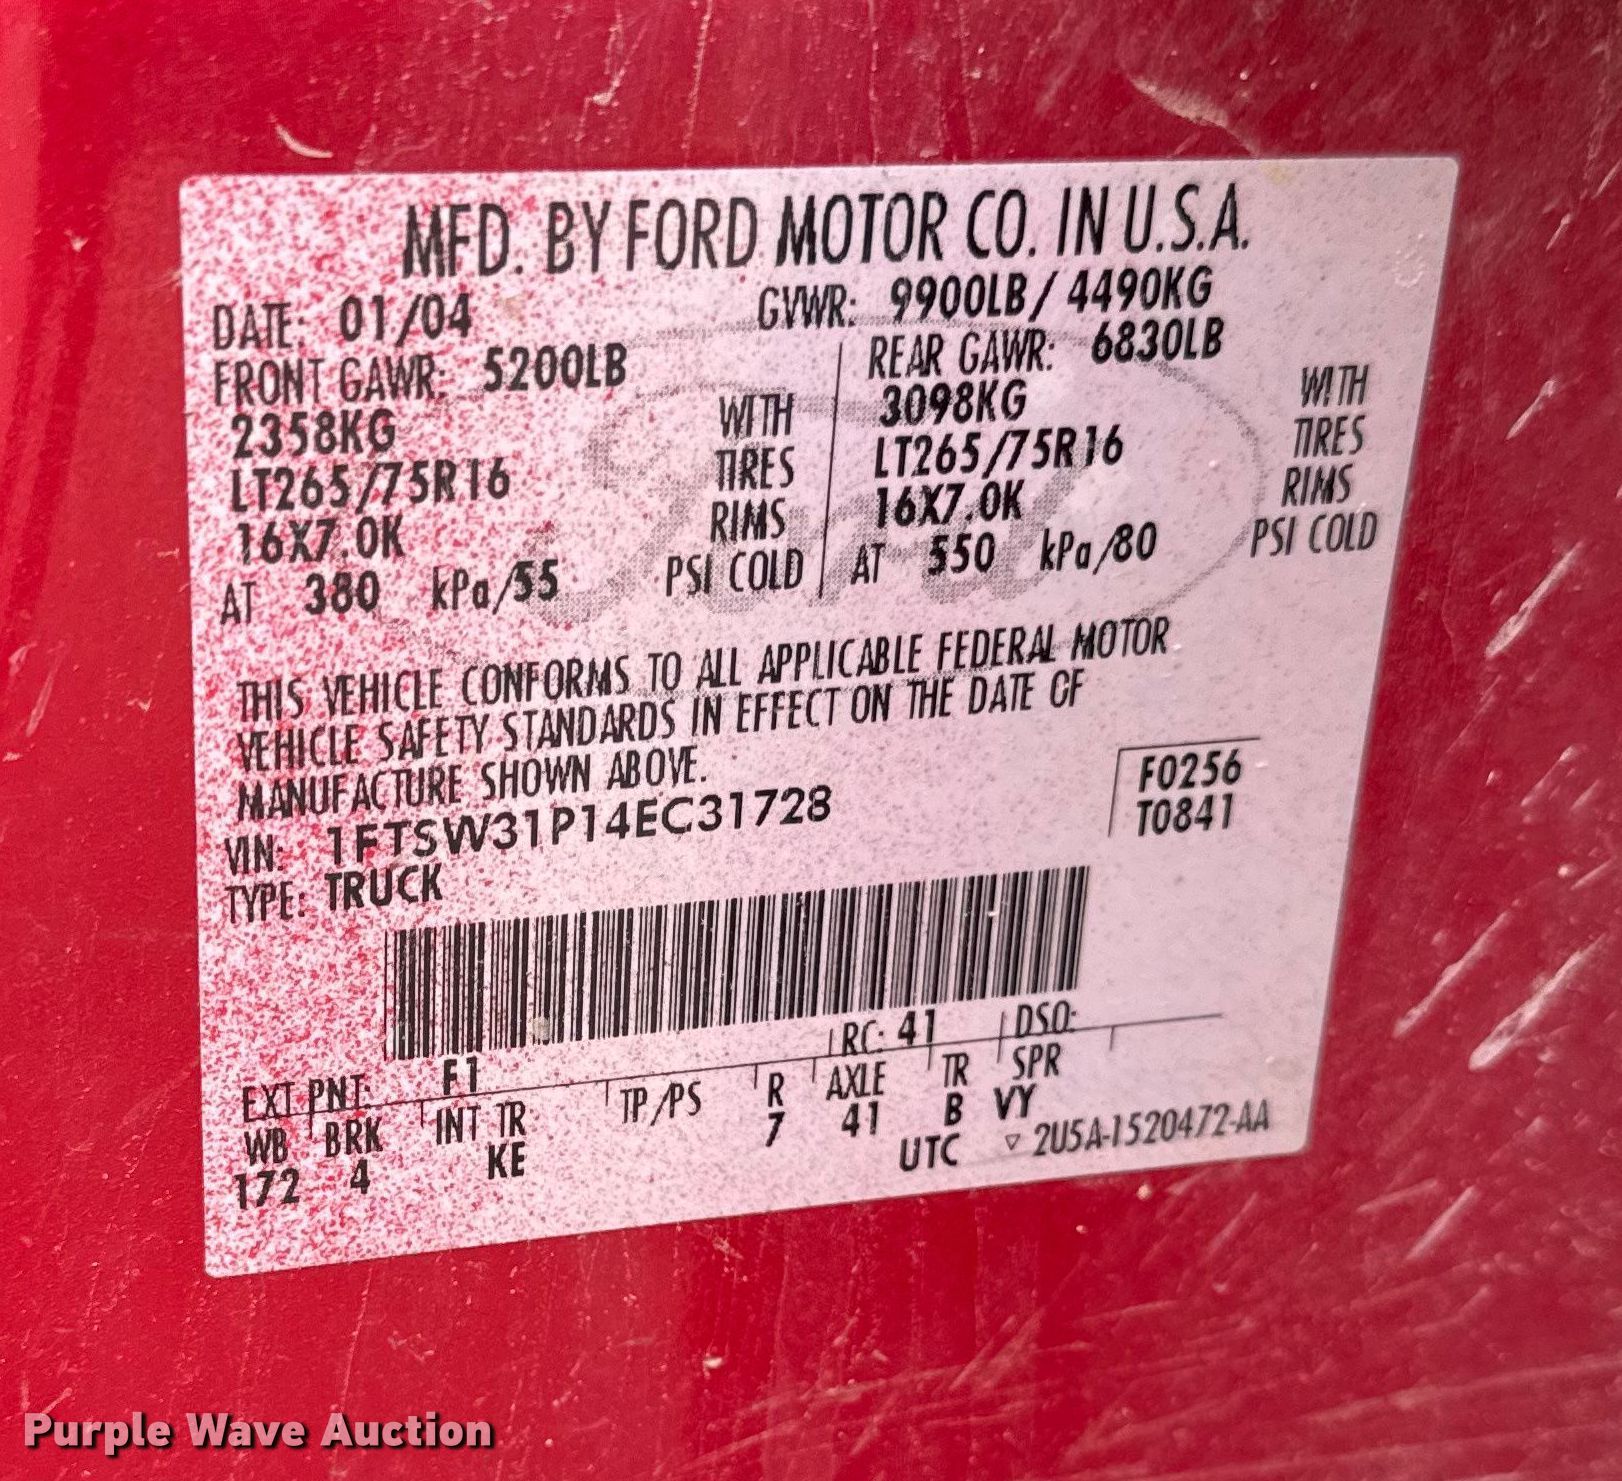 MFD. BY FORD MOTOR CO. IN U.S.A.
DATE: 01/04 GVWR: 9900LB / 4490KG
FRONT GAWR: 5200LB REAR GAWR: 6830LB
2358KG WITH 3098KG WITH
LT265/75R16 TIRES LT265/75R16 TIRES
16X7.0K RIMS 16X7.0K RIMS
AT 380 kPa/55 PSI COLD AT 550 kPa/80 PSI COLD
THIS VEHICLE CONFORMS TO ALL APPLICABLE FEDERAL MOTOR
VEHICLE SAFETY STANDARDS IN EFFECT ON THE DATE OF
MANUFACTURE SHOWN ABOVE.
F0256
VIN: 1FTSW31P14EC31728
T0841
TYPE: TRUCK
EXT PNT: F1 RC: 41 DSO:
WB BRK INT TR TP/PS R AXLE TR SPR
172 4 KE 7 41 B VY
UTC ▽ 2U5A-1520472-AA
Purple Wave Auction